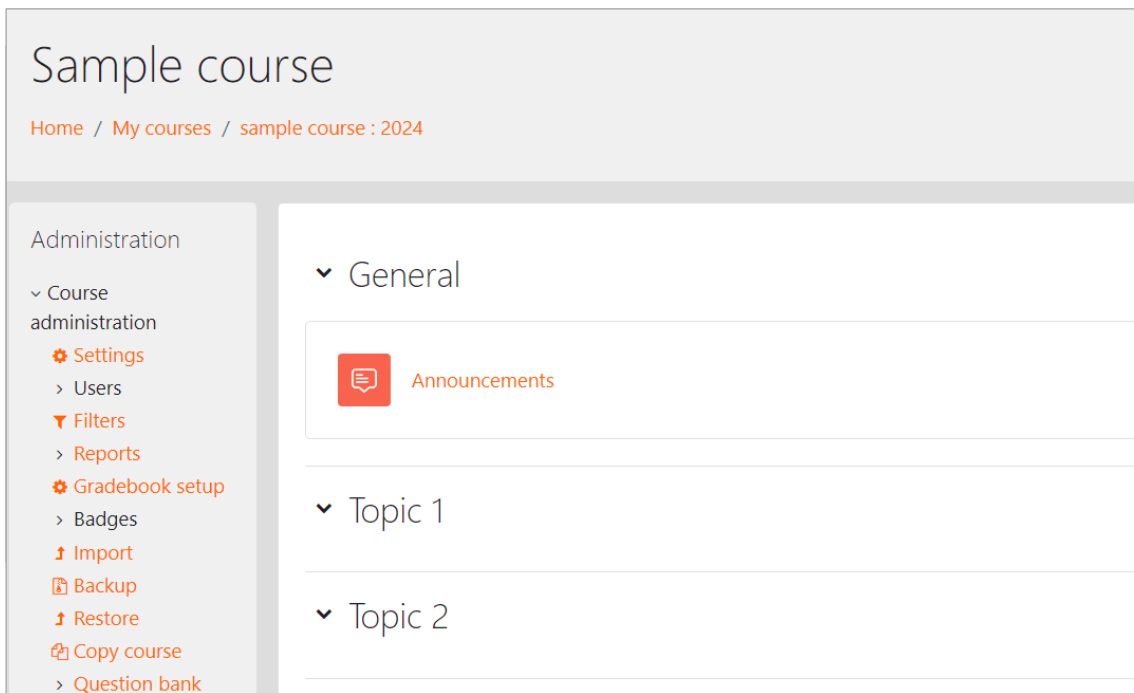 Sample course
Home / My courses / sample course : 2024
Administration
Course
administration
Settings
Users
Filters
Reports
Gradebook setup
Badges
Import
Backup
Restore
Copy course
Question bank
General
Announcements
Topic 1
Topic 2